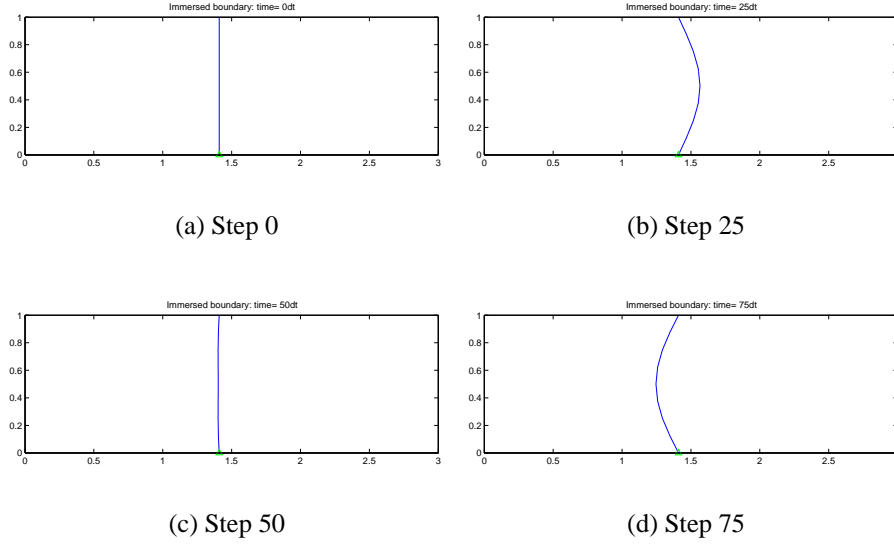 Immersed boundary: time= 0dt
1
0.8
0.6
0.4
0.2
0
0 0.5 1 1.5 2 2.5 3
(a) Step 0
Immersed boundary: time= 25dt
1
0.8
0.6
0.4
0.2
0
0 0.5 1 1.5 2 2.5
(b) Step 25
Immersed boundary: time= 50dt
1
0.8
0.6
0.4
0.2
0
0 0.5 1 1.5 2 2.5 3
(c) Step 50
Immersed boundary: time= 75dt
1
0.8
0.6
0.4
0.2
0
0 0.5 1 1.5 2 2.5
(d) Step 75